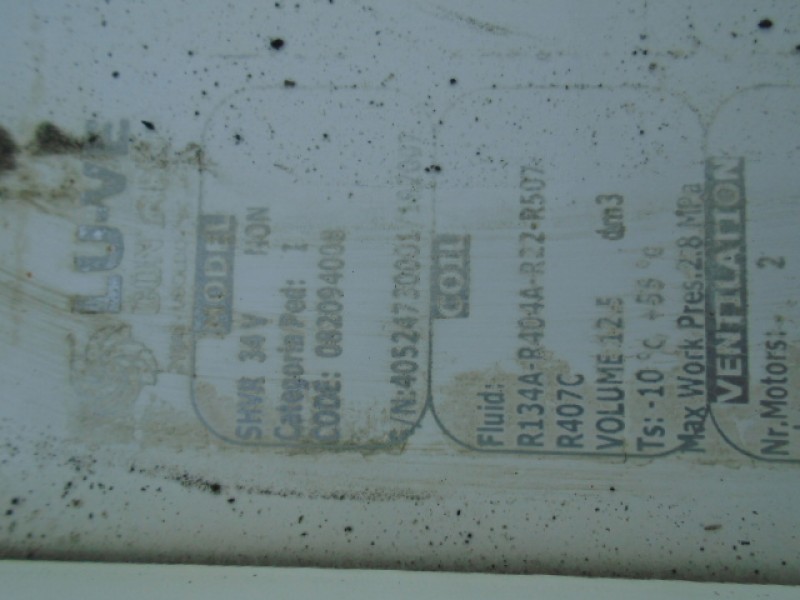 LU-VE
MODEL
SHVR 34 V NON
Categoria Ped: I
CODE: 082094008
S/N:
COIL
Fluid:
R134A-R404A-R22-R507
R407C
VOLUME 12.5 dm3
Ts: -10 °C +55 °C
Max Work Pres:2.8 MPa
VENTILATION
Nr.Motors: 2